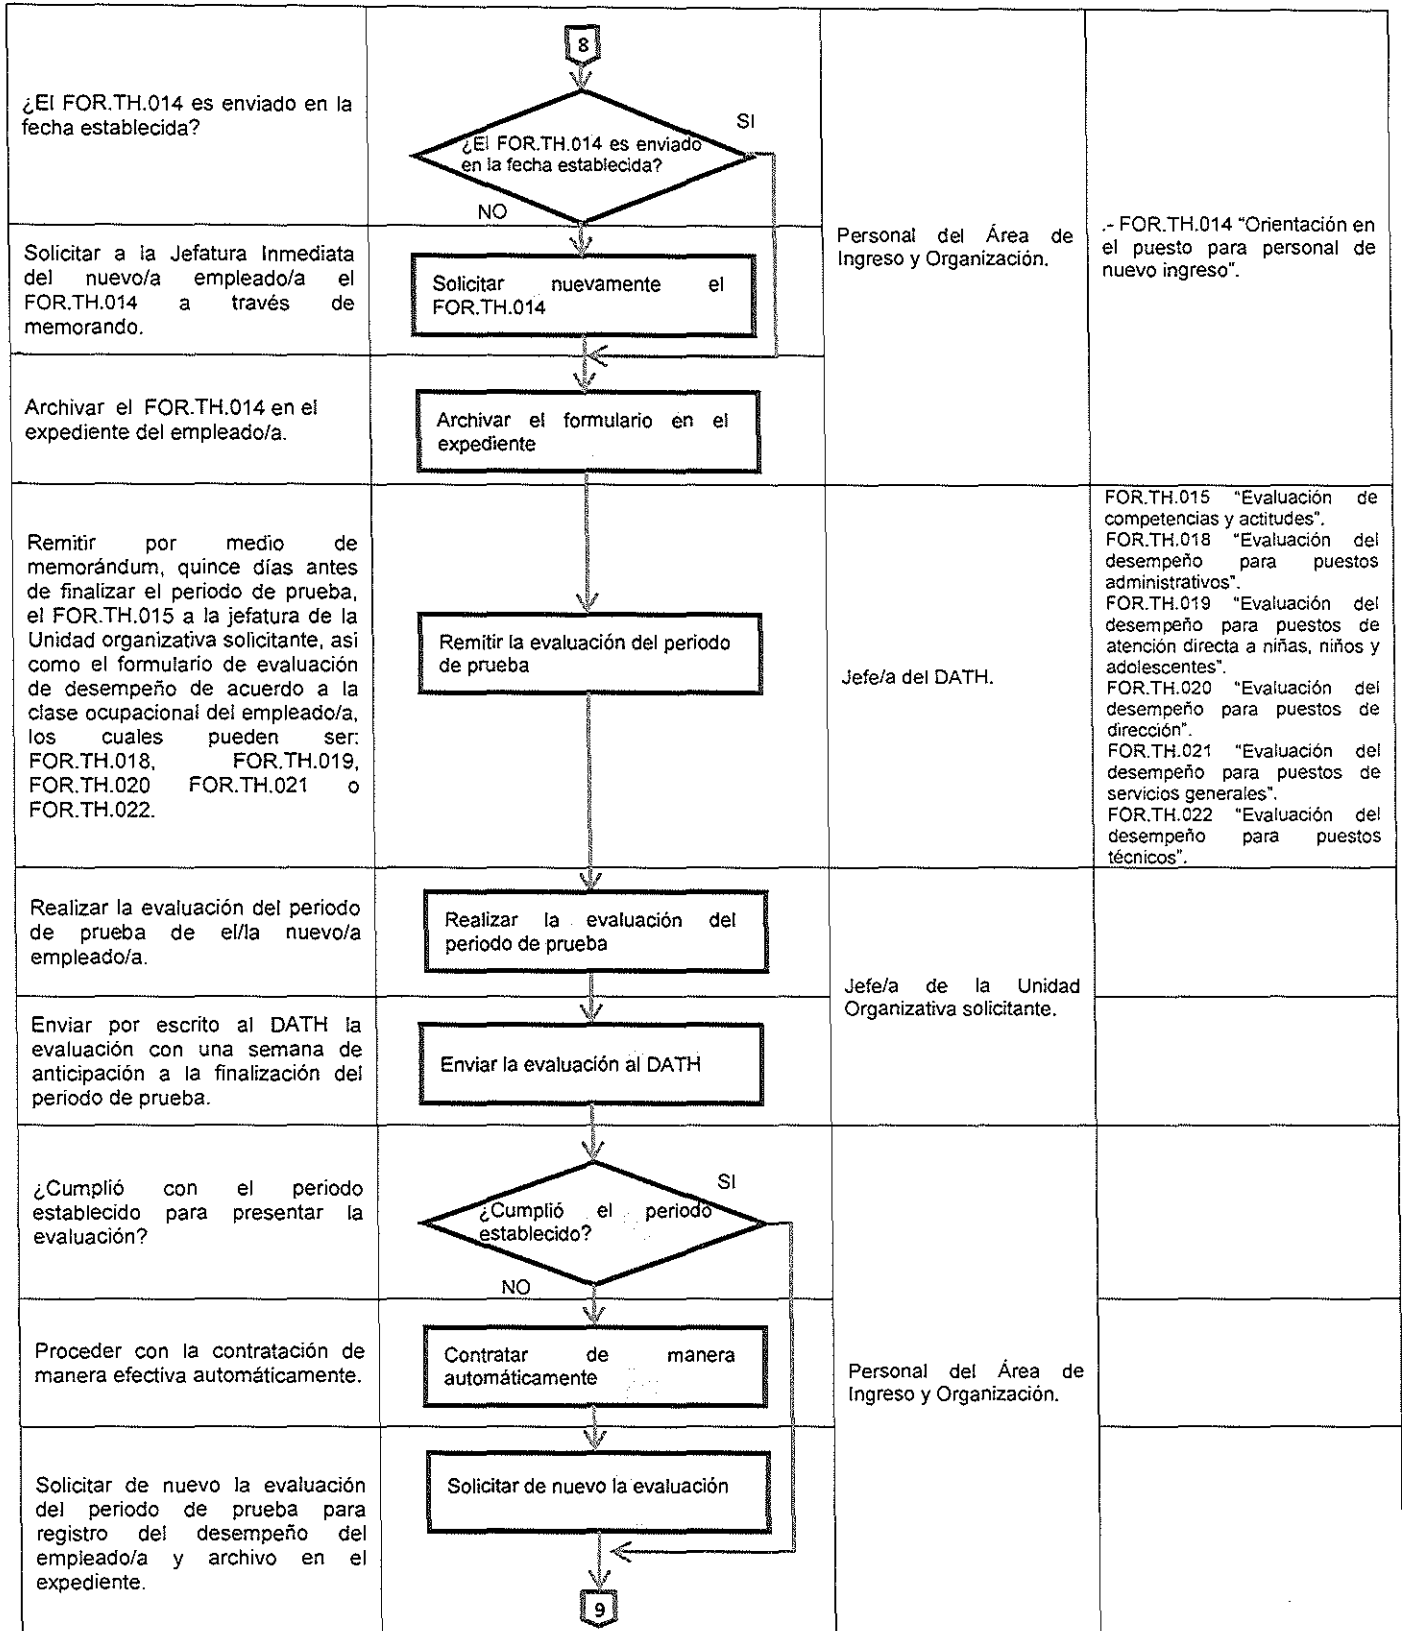 8
¿El FOR.TH.014 es enviado en la
fecha establecida?
¿El FOR.TH.014 es enviado
en la fecha establecida?
SI
NO
Solicitar a la Jefatura Inmediata
del nuevo/a empleado/a el
FOR.TH.014 a través de
memorando.
Solicitar nuevamente el
FOR.TH.014
Personal del Área de
Ingreso y Organización.
.- FOR.TH.014 "Orientación en
el puesto para personal de
nuevo ingreso".
Archivar el FOR.TH.014 en el
expediente del empleado/a.
Archivar el formulario en el
expediente
Remitir por medio de
memorándum, quince días antes
de finalizar el periodo de prueba,
el FOR.TH.015 a la jefatura de la
Unidad organizativa solicitante, asi
como el formulario de evaluación
de desempeño de acuerdo a la
clase ocupacional del empleado/a,
los cuales pueden ser:
FOR.TH.018, FOR.TH.019,
FOR.TH.020 FOR.TH.021 o
FOR.TH.022.
Remitir la evaluación del periodo
de prueba
Jefe/a del DATH.
FOR.TH.015 "Evaluación de
competencias y actitudes".
FOR.TH.018 "Evaluación del
desempeño para puestos
administrativos".
FOR.TH.019 "Evaluación del
desempeño para puestos de
atención directa a niñas, niños y
adolescentes".
FOR.TH.020 "Evaluación del
desempeño para puestos de
dirección".
FOR.TH.021 "Evaluación del
desempeño para puestos de
servicios generales".
FOR.TH.022 "Evaluación del
desempeño para puestos
técnicos".
Realizar la evaluación del periodo
de prueba de el/la nuevo/a
empleado/a.
Realizar la evaluación del
periodo de prueba
Jefe/a de la Unidad
Organizativa solicitante.
Enviar por escrito al DATH la
evaluación con una semana de
anticipación a la finalización del
periodo de prueba.
Enviar la evaluación al DATH
¿Cumplió con el periodo
establecido para presentar la
evaluación?
¿Cumplió el periodo
establecido?
SI
NO
Proceder con la contratación de
manera efectiva automáticamente.
Contratar de manera
automáticamente
Personal del Área de
Ingreso y Organización.
Solicitar de nuevo la evaluación
del periodo de prueba para
registro del desempeño del
empleado/a y archivo en el
expediente.
Solicitar de nuevo la evaluación
9